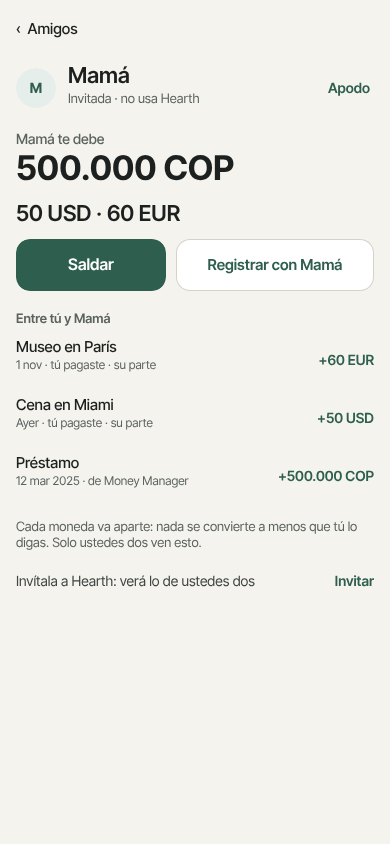 ‹ Amigos
M
Mamá
Invitada · no usa Hearth
Apodo
Mamá te debe
500.000 COP
50 USD · 60 EUR
Saldar
Registrar con Mamá
Entre tú y Mamá
Museo en París
1 nov · tú pagaste · su parte
+60 EUR
Cena en Miami
Ayer · tú pagaste · su parte
+50 USD
Préstamo
12 mar 2025 · de Money Manager
+500.000 COP
Cada moneda va aparte: nada se convierte a menos que tú lo
digas. Solo ustedes dos ven esto.
Invítala a Hearth: verá lo de ustedes dos
Invitar